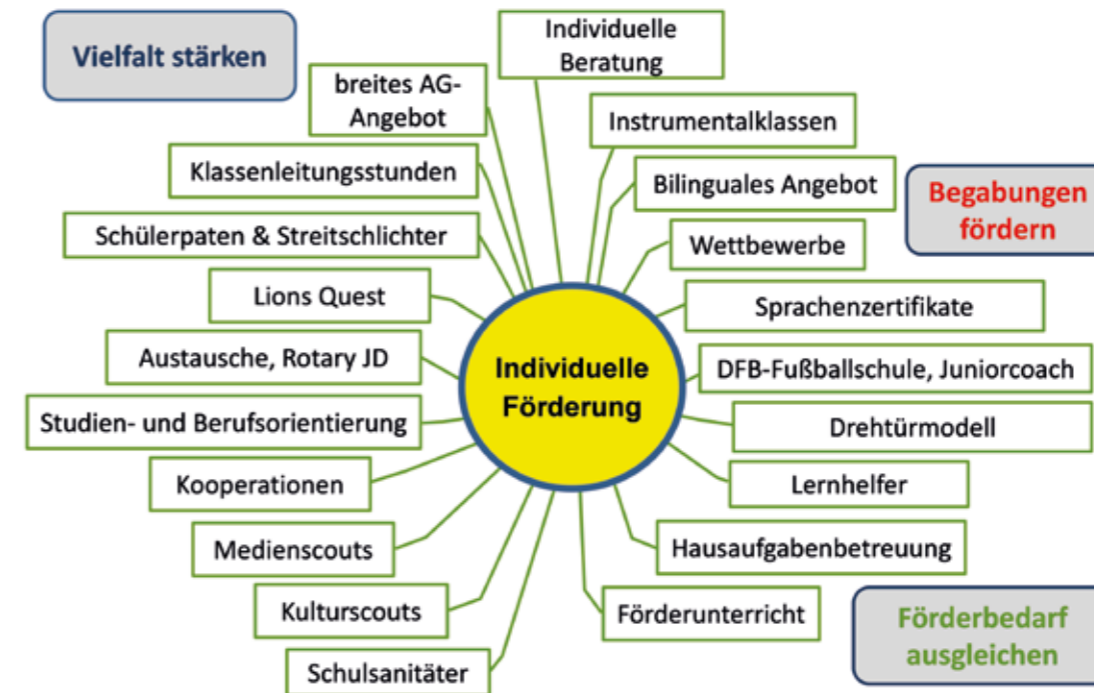 Vielfalt stärken
Individuelle
Beratung
breites AG-
Angebot
Instrumentalklassen
Klassenleitungsstunden
Bilinguales Angebot
Begabungen
fördern
Schülerpaten & Streitschlichter
Wettbewerbe
Lions Quest
Sprachenzertifikate
Austausche, Rotary JD
Individuelle
Förderung
DFB-Fußballschule, Juniorcoach
Studien- und Berufsorientierung
Drehtürmodell
Kooperationen
Lernhelfer
Medienscouts
Hausaufgabenbetreuung
Kulturscouts
Förderunterricht
Förderbedarf
ausgleichen
Schulsanitäter